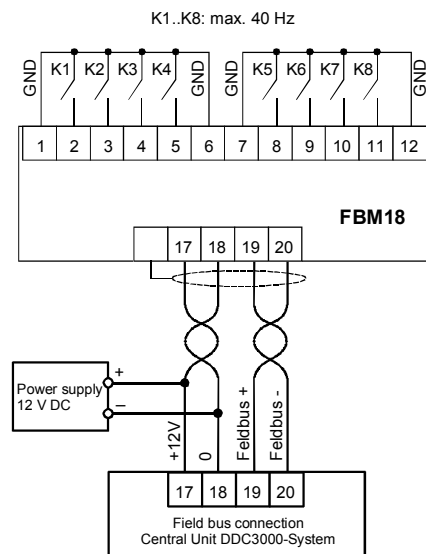 K1..K8: max. 40 Hz
GND K1 K2 K3 K4 GND GND K5 K6 K7 K8 GND
1 2 3 4 5 6 7 8 9 10 11 12
FBM18
17 18 19 20
+
Power supply
12 V DC
–
+12V 0 Feldbus + Feldbus -
17 18 19 20
Field bus connection
Central Unit DDC3000-System